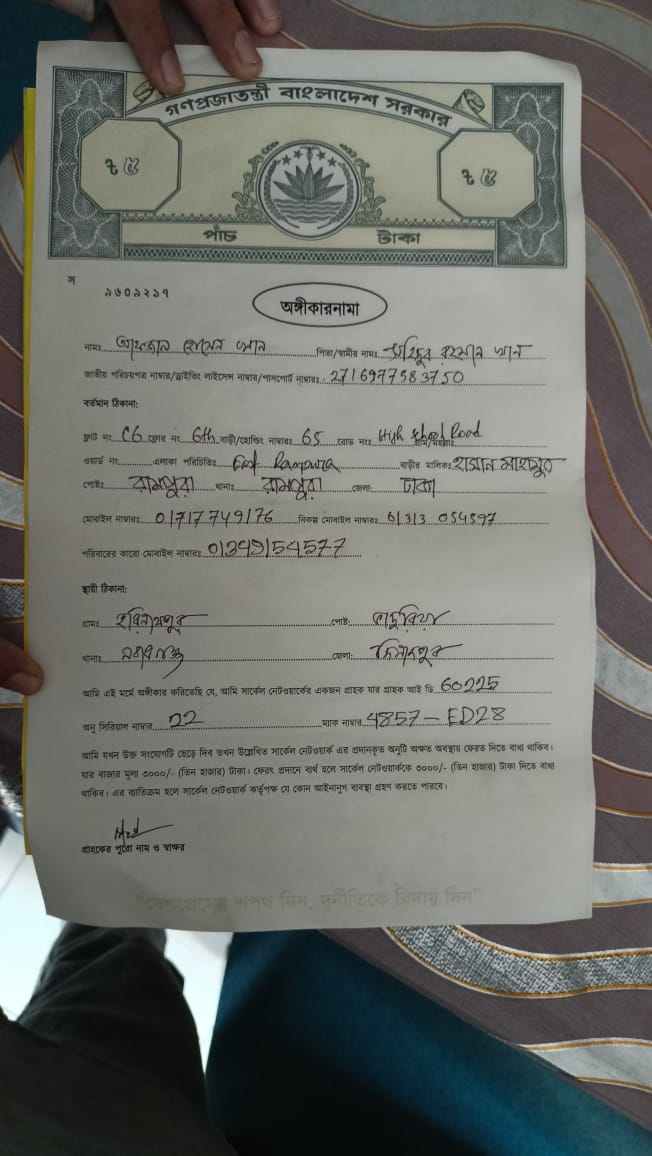 গণপ্রজাতন্ত্রী বাংলাদেশ সরকার
৳ ৫ ৳ ৫
পাঁচ টাকা
স
৯৬০৯২১৭
অঙ্গীকারনামা
নামঃ হোসেন খান পিতা/স্বামীর নামঃ রহমান খান
জাতীয় পরিচয়পত্র নাম্বার/ড্রাইভিং লাইসেন্স নাম্বার/পাসপোর্ট নাম্বারঃ 2716977583750
বর্তমান ঠিকানা:
ফ্লাট নং C6 ফ্লোর নং 6th বাড়ী/হোল্ডিং নাম্বারঃ 65 রোড নংঃ High School Road
ওয়ার্ড নং এলাকা পরিচিতিঃ East Rampura বাড়ীর মালিকঃ হাসান মাহমুদ
পোষ্টঃ রামপুরা থানাঃ রামপুরা জেলা: ঢাকা
মোবাইল নাম্বারঃ 01717749176 বিকল্প মোবাইল নাম্বারঃ 01313 054597
পরিবারের কারো মোবাইল নাম্বারঃ 01349154577
স্থায়ী ঠিকানা:
গ্রামঃ পোষ্ট:
থানাঃ জেলা:
আমি এই মর্মে অঙ্গীকার করিতেছি যে, আমি সার্কেল নেটওয়ার্কের একজন গ্রাহক যার গ্রাহক আই ডি 60225
অনু সিরিয়াল নাম্বার 22 ম্যাক নাম্বার 4857-ED28
আমি যখন উক্ত সংযোগটি ছেড়ে দিব তখন উল্লেখিত সার্কেল নেটওয়ার্ক এর প্রদানকৃত অনুটি অক্ষত অবস্থায় ফেরত দিতে বাধ্য থাকিব।
যার বাজার মূল্য ৩০০০/- (তিন হাজার) টাকা। ফেরৎ প্রদানে ব্যর্থ হলে সার্কেল নেটওয়ার্ককে ৩০০০/- (তিন হাজার) টাকা দিতে বাধ্য
থাকিব। এর ব্যতিক্রম হলে সার্কেল নেটওয়ার্ক কর্তৃপক্ষ যে কোন আইনানুগ ব্যবস্থা গ্রহণ করতে পারবে।
গ্রাহকের পুরো নাম ও স্বাক্ষর
"দেশপ্রেমের শপথ নিন, দুর্নীতিকে বিদায় দিন"